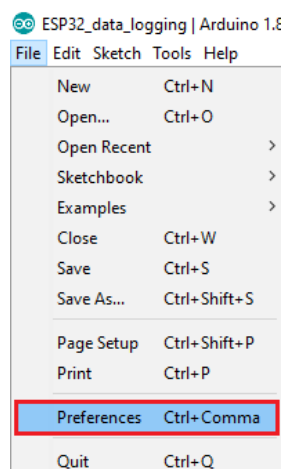 ESP32_data_logging | Arduino 1.8
File Edit Sketch Tools Help
New Ctrl+N
Open... Ctrl+O
Open Recent >
Sketchbook >
Examples >
Close Ctrl+W
Save Ctrl+S
Save As... Ctrl+Shift+S
Page Setup Ctrl+Shift+P
Print Ctrl+P
Preferences Ctrl+Comma
Quit Ctrl+Q